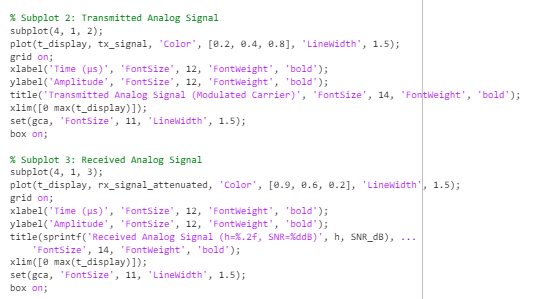 % Subplot 2: Transmitted Analog Signal
subplot(4, 1, 2);
plot(t_display, tx_signal, 'Color', [0.2, 0.4, 0.8], 'LineWidth', 1.5);
grid on;
xlabel('Time (μs)', 'FontSize', 12, 'FontWeight', 'bold');
ylabel('Amplitude', 'FontSize', 12, 'FontWeight', 'bold');
title('Transmitted Analog Signal (Modulated Carrier)', 'FontSize', 14, 'FontWeight', 'bold');
xlim([0 max(t_display)]);
set(gca, 'FontSize', 11, 'LineWidth', 1.5);
box on;

% Subplot 3: Received Analog Signal
subplot(4, 1, 3);
plot(t_display, rx_signal_attenuated, 'Color', [0.9, 0.6, 0.2], 'LineWidth', 1.5);
grid on;
xlabel('Time (μs)', 'FontSize', 12, 'FontWeight', 'bold');
ylabel('Amplitude', 'FontSize', 12, 'FontWeight', 'bold');
title(sprintf('Received Analog Signal (h=%.2f, SNR=%ddB)', h, SNR_dB), ...
    'FontSize', 14, 'FontWeight', 'bold');
xlim([0 max(t_display)]);
set(gca, 'FontSize', 11, 'LineWidth', 1.5);
box on;